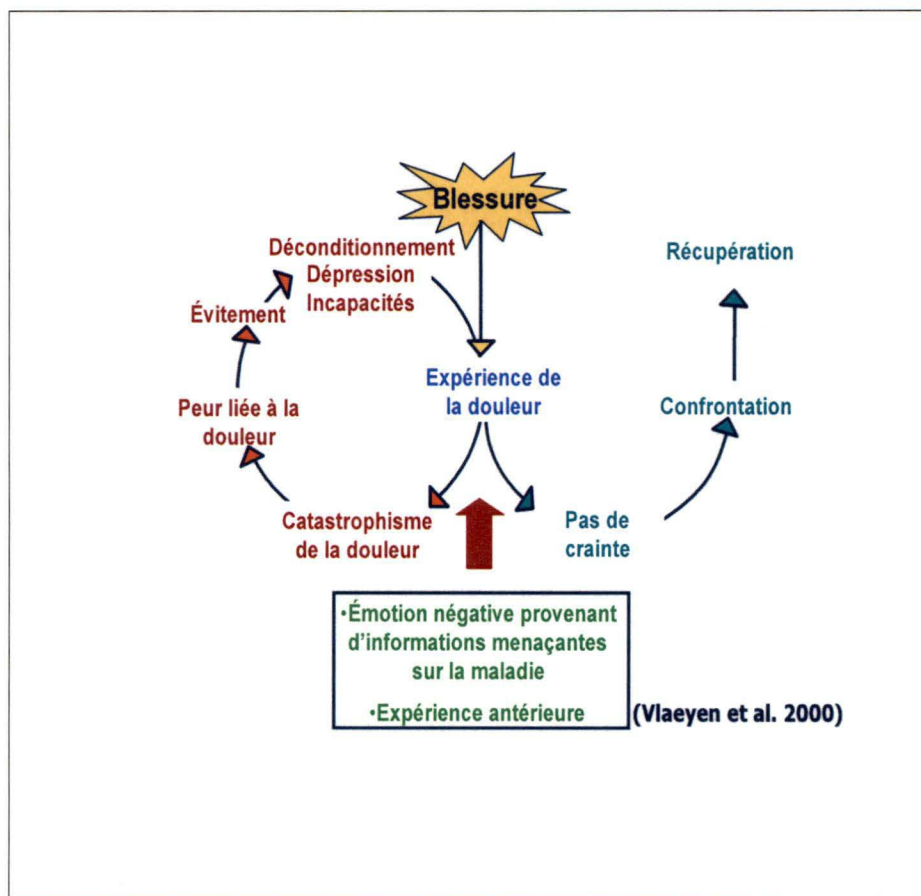 Blessure
Déconditionnement
Dépression
Incapacités
Récupération
Évitement
Expérience de
la douleur
Peur liée à la
douleur
Confrontation
Catastrophisme
de la douleur
Pas de
crainte
•Émotion négative provenant
d'informations menaçantes
sur la maladie
•Expérience antérieure
(Vlaeyen et al. 2000)